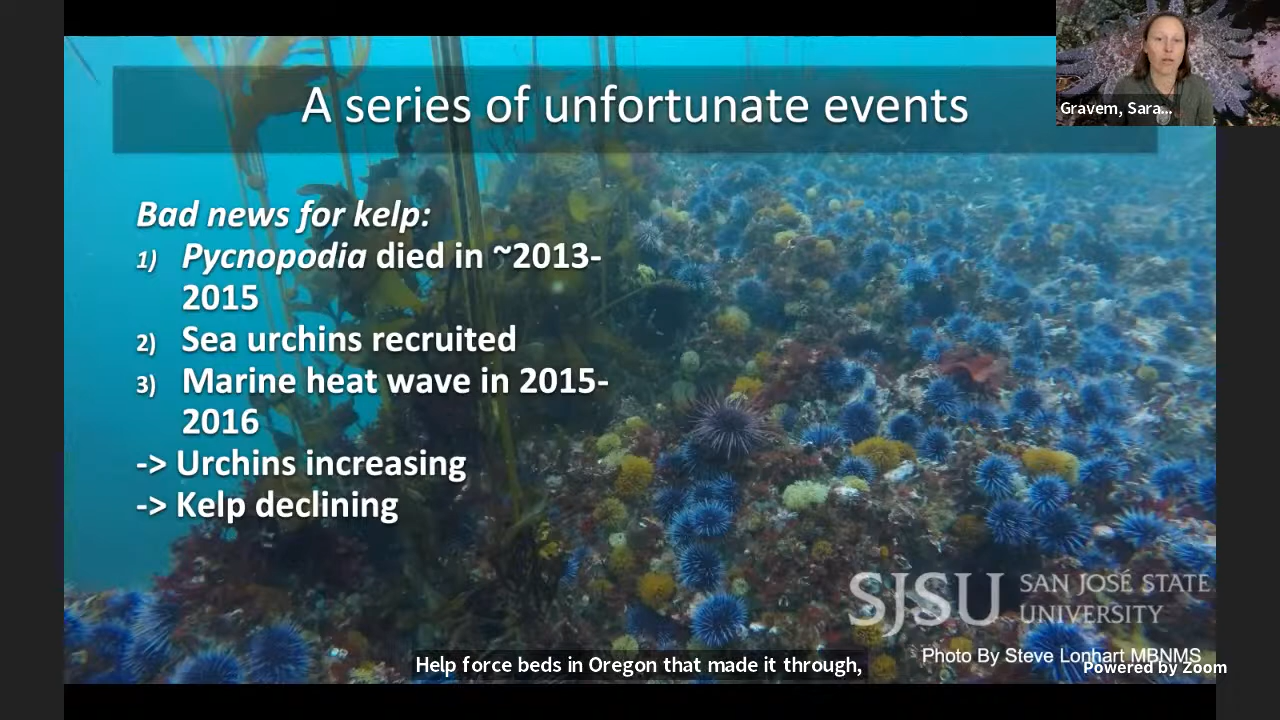 A series of unfortunate events
Gravem, Sara...
Bad news for kelp:
1) Pycnopodia died in ~2013-
2015
2) Sea urchins recruited
3) Marine heat wave in 2015-
2016
-> Urchins increasing
-> Kelp declining
SJSU SAN JOSÉ STATE
UNIVERSITY
Photo By Steve Lonhart MBNMS
Powered by Zoom
Help force beds in Oregon that made it through,